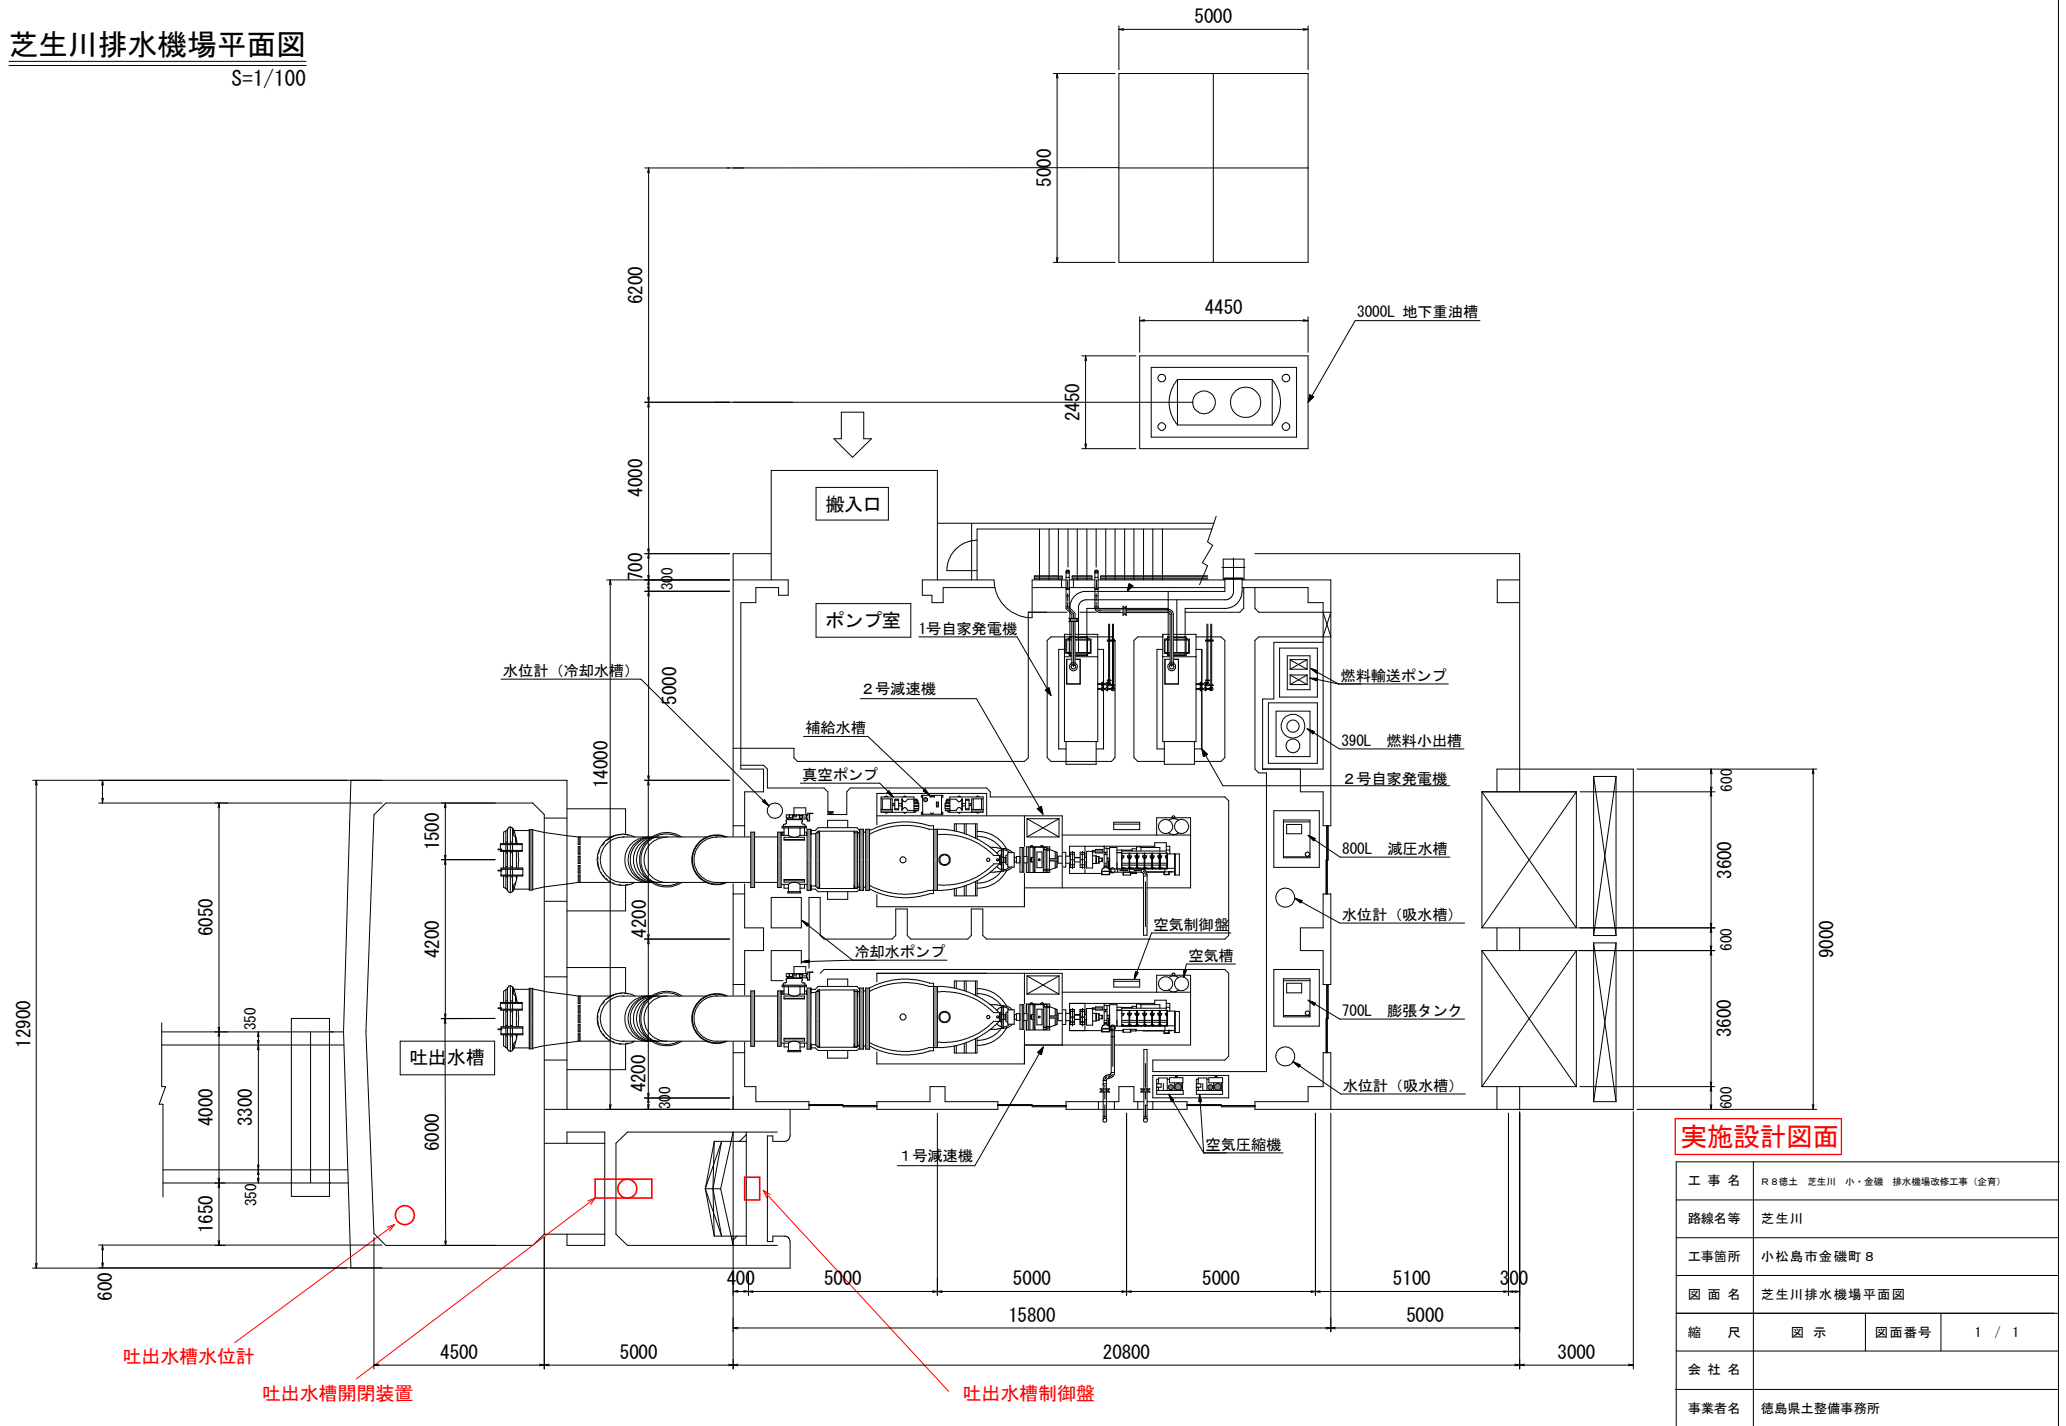 芝生川排水機場平面図
S=1/100
5000
5000
6200
4450
3000L 地下重油槽
2450
4000
搬入口
700
300
ポンプ室
1号自家発電機
水位計（冷却水槽）
5000
２号減速機
燃料輸送ポンプ
補給水槽
390L 燃料小出槽
真空ポンプ
２号自家発電機
14000
600
1500
800L 減圧水槽
3600
6050
4200
4200
水位計（吸水槽）
空気制御盤
冷却水ポンプ
空気槽
600
9000
12900
350
700L 膨張タンク
3600
吐出水槽
4000
3300
4200
300
水位計（吸水槽）
600
6000
空気圧縮機
１号減速機
350
1650
600
400
5000
5000
5000
5100
300
15800
5000
4500
5000
20800
3000
吐出水槽水位計
吐出水槽開閉装置
吐出水槽制御盤
実施設計図面
工事名 Ｒ８徳土 芝生川 小・金磯 排水機場改修工事（企育）
路線名等 芝生川
工事箇所 小松島市金磯町８
図面名 芝生川排水機場平面図
縮尺 図示 図面番号 1 / 1
会社名
事業者名 徳島県土整備事務所